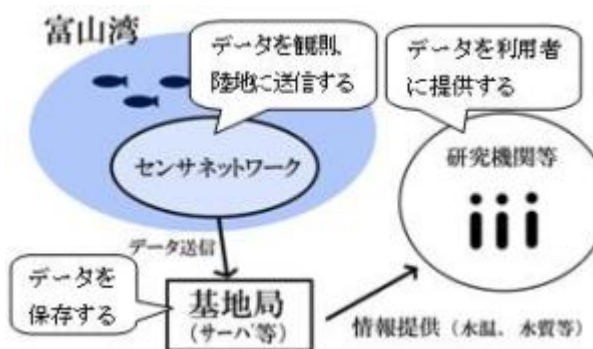 富山湾
データを観測、
陸地に送信する
データを利用者
に提供する
センサネットワーク
研究機関等
データ送信
データを
保存する
基地局
(サーバ等)
情報提供(水温、水質等)